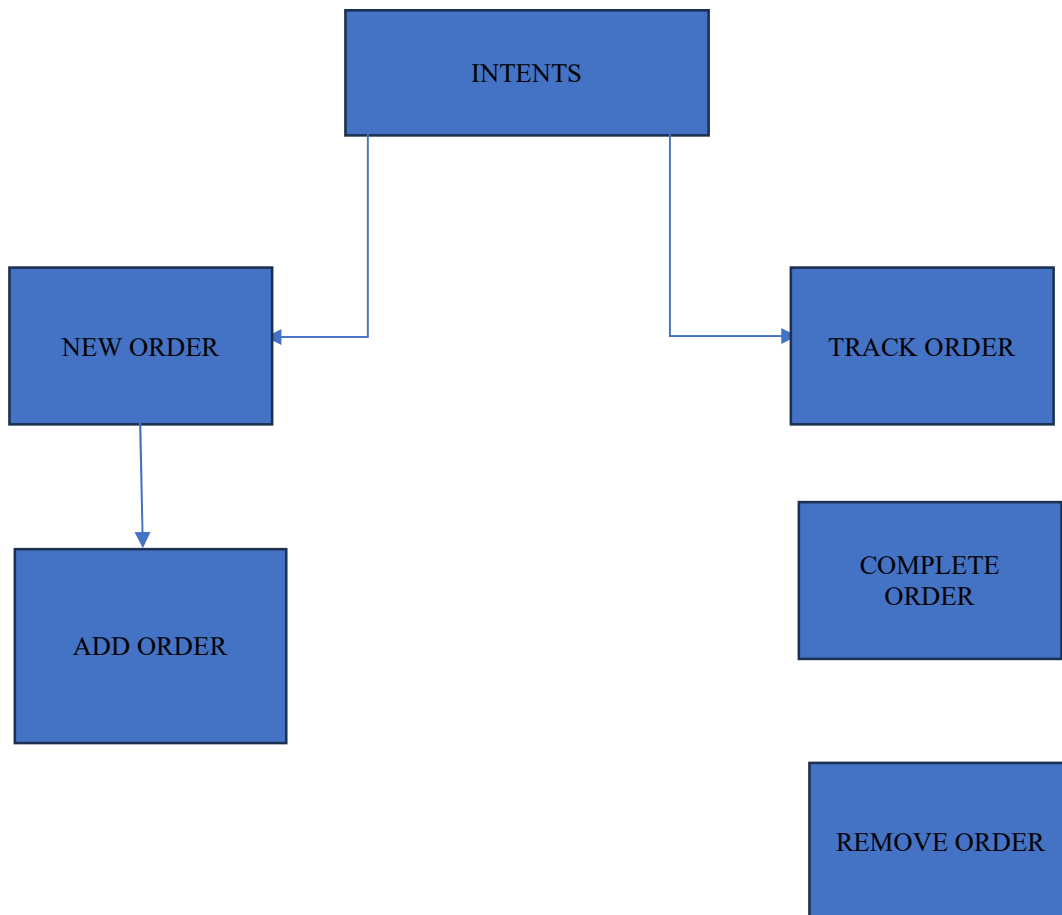 INTENTS
NEW ORDER
TRACK ORDER
COMPLETE
ORDER
ADD ORDER
REMOVE ORDER